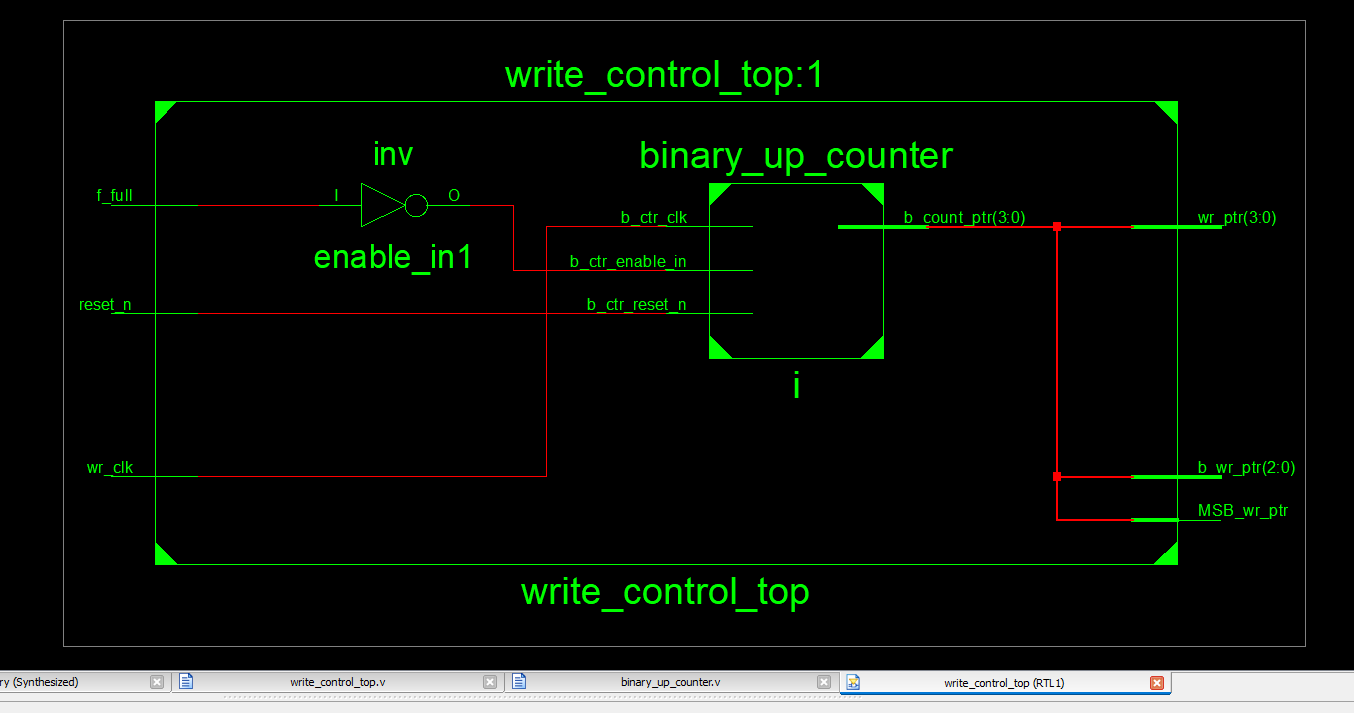 write_control_top:1
inv
binary_up_counter
f_full
I
O
b_ctr_clk
b_count_ptr(3:0)
wr_ptr(3:0)
enable_in1
b_ctr_enable_in
reset_n
b_ctr_reset_n
i
wr_clk
b_wr_ptr(2:0)
MSB_wr_ptr
write_control_top
ry (Synthesized)
write_control_top.v
binary_up_counter.v
write_control_top (RTL1)